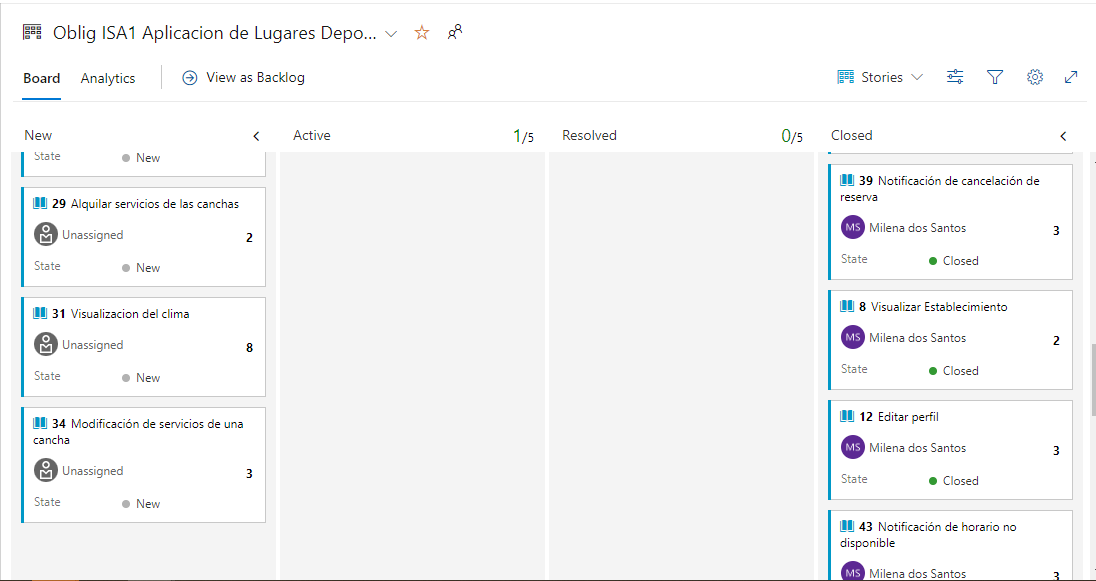 Oblig ISA1 Aplicacion de Lugares Depo...
Board Analytics View as Backlog Stories
New Active 1/5 Resolved 0/5 Closed
State New
29 Alquilar servicios de las canchas
Unassigned 2
State New
31 Visualizacion del clima
Unassigned 8
State New
34 Modificación de servicios de una
cancha
Unassigned 3
State New
39 Notificación de cancelación de
reserva
MS Milena dos Santos 3
State Closed
8 Visualizar Establecimiento
MS Milena dos Santos 2
State Closed
12 Editar perfil
MS Milena dos Santos 3
State Closed
43 Notificación de horario no
disponible
MS Milena dos Santos 3